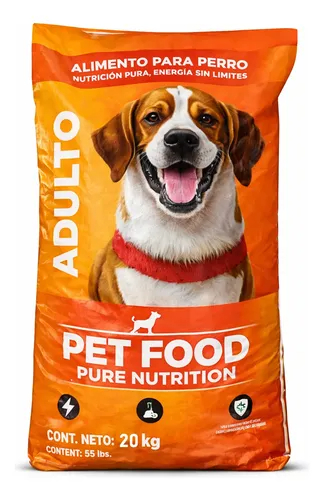 ALIMENTO PARA PERRO
NUTRICIÓN PURA, ENERGÍA SIN LIMITES
ADULTO
PET FOOD
PURE NUTRITION
CONT. NETO: 20 kg
CONTENT: 55 lbs.